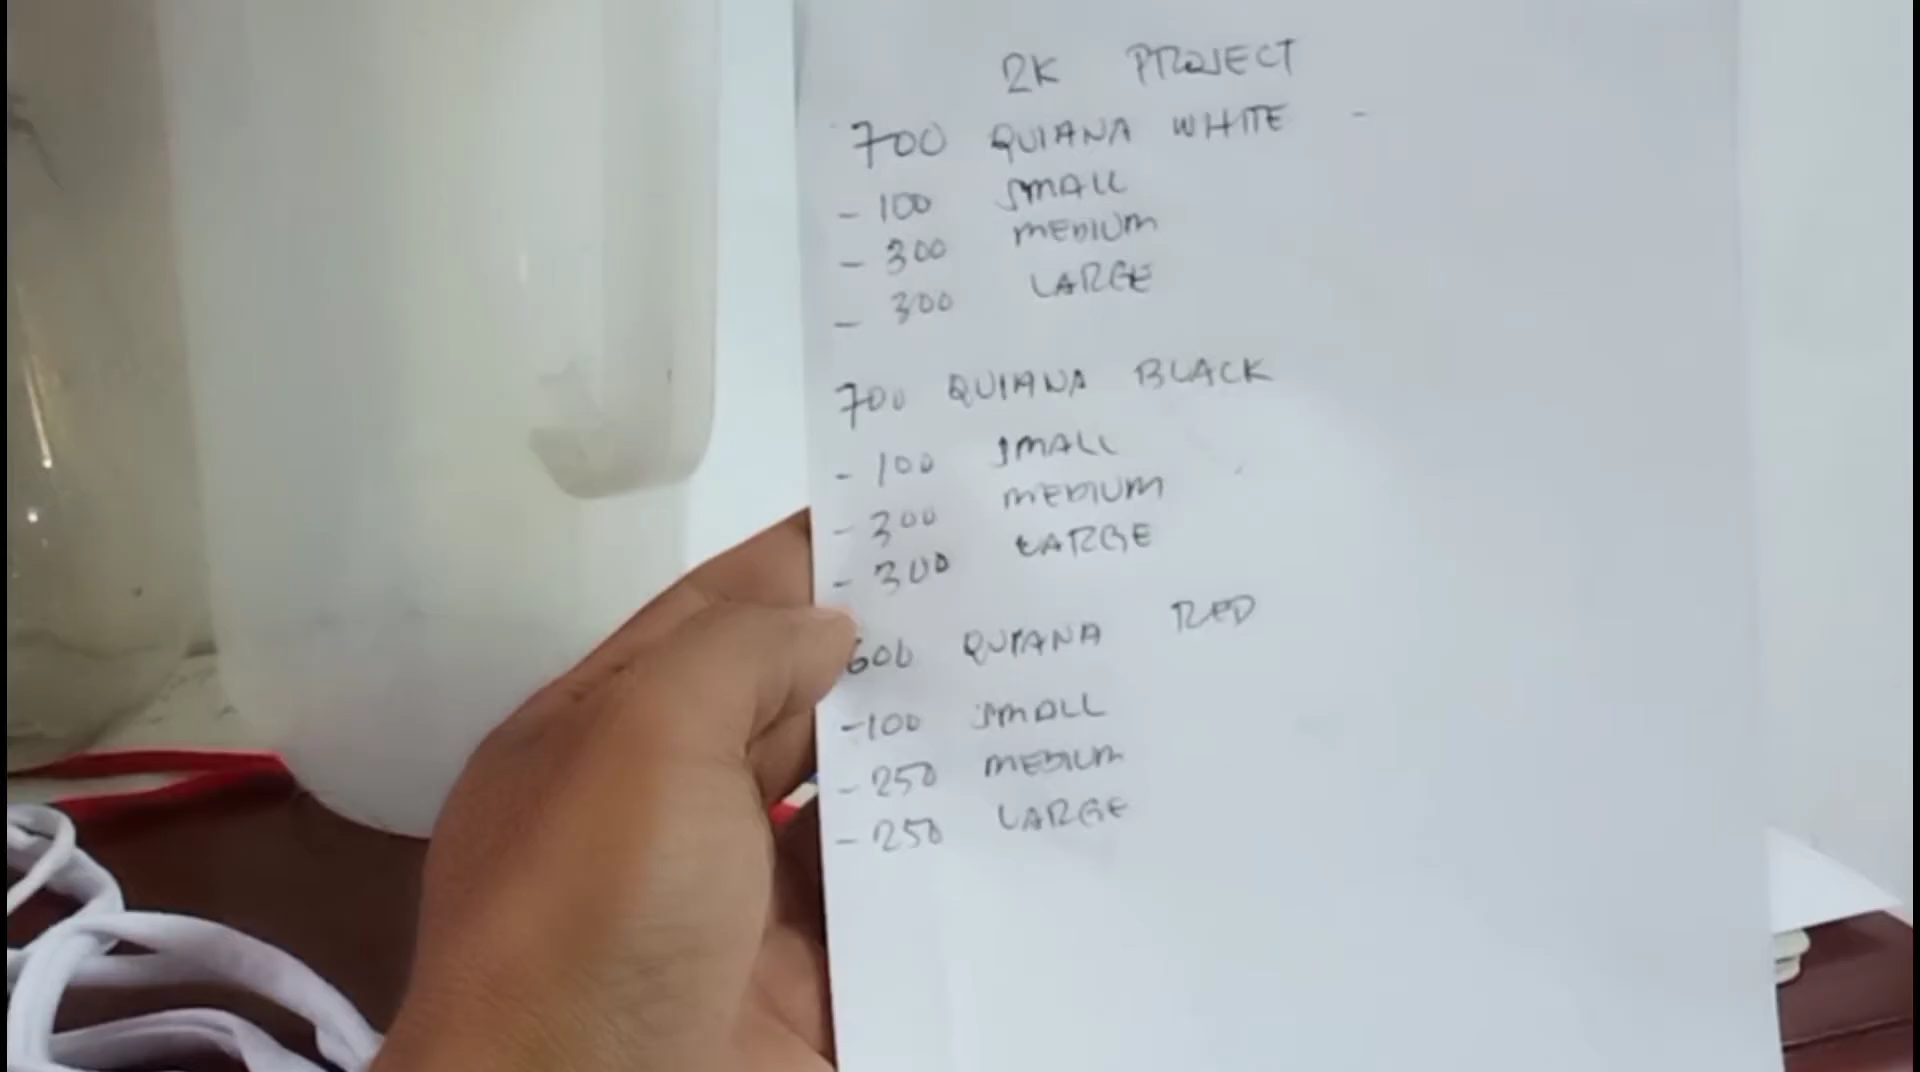 2K PROJECT
700 QUIANA WHITE -
- 100 SMALL
- 300 MEDIUM
- 300 LARGE
700 QUIANA BLACK
- 100 SMALL
- 300 MEDIUM
- 300 LARGE
600 QUIANA RED
- 100 SMALL
- 250 MEDIUM
- 250 LARGE